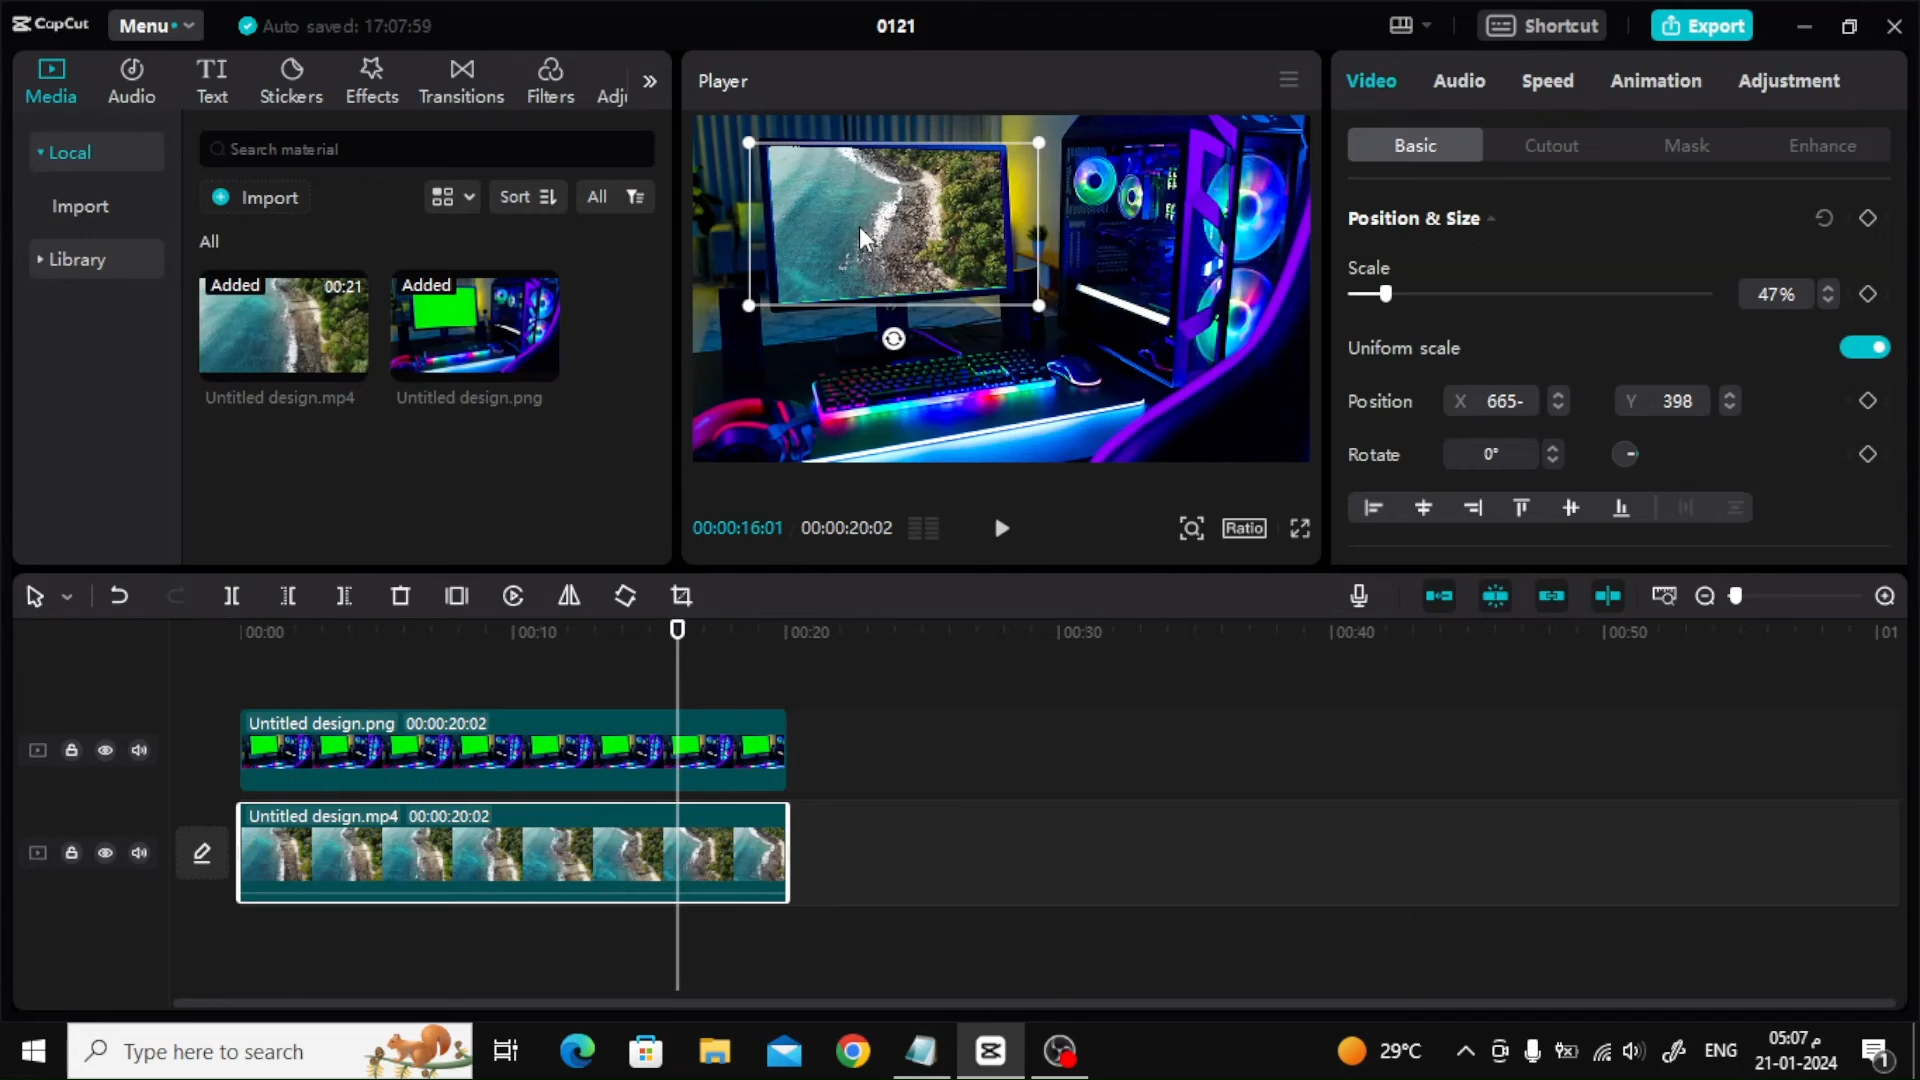 CapCut
Menu
Auto saved: 17:07:59
0121
Shortcut
Export
Media
Audio
Text
Stickers
Effects
Transitions
Filters
Adj
Local
Import
Library
Search material
Import
Sort
All
All
Added
00:21
Untitled design.mp4
Added
Untitled design.png
Player
00:00:16:01
00:00:20:02
Ratio
Video
Audio
Speed
Animation
Adjustment
Basic
Cutout
Mask
Enhance
Position & Size
Scale
47%
Uniform scale
Position
X 665-
Y 398
Rotate
0°
00:00
00:10
00:20
00:30
00:40
00:50
01
Untitled design.png 00:00:20:02
Untitled design.mp4 00:00:20:02
Type here to search
29°C
ENG
05:07 م
21-01-2024
1